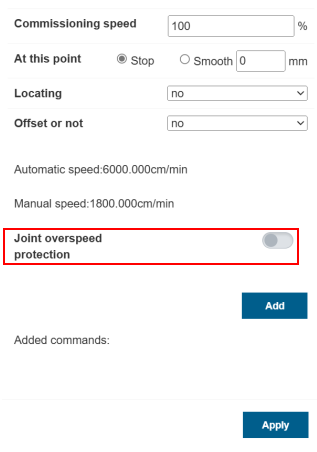 Commissioning speed 100 %
At this point Stop Smooth 0 mm
Locating no
Offset or not no
Automatic speed:6000.000cm/min
Manual speed:1800.000cm/min
Joint overspeed
protection
Add
Added commands:
Apply